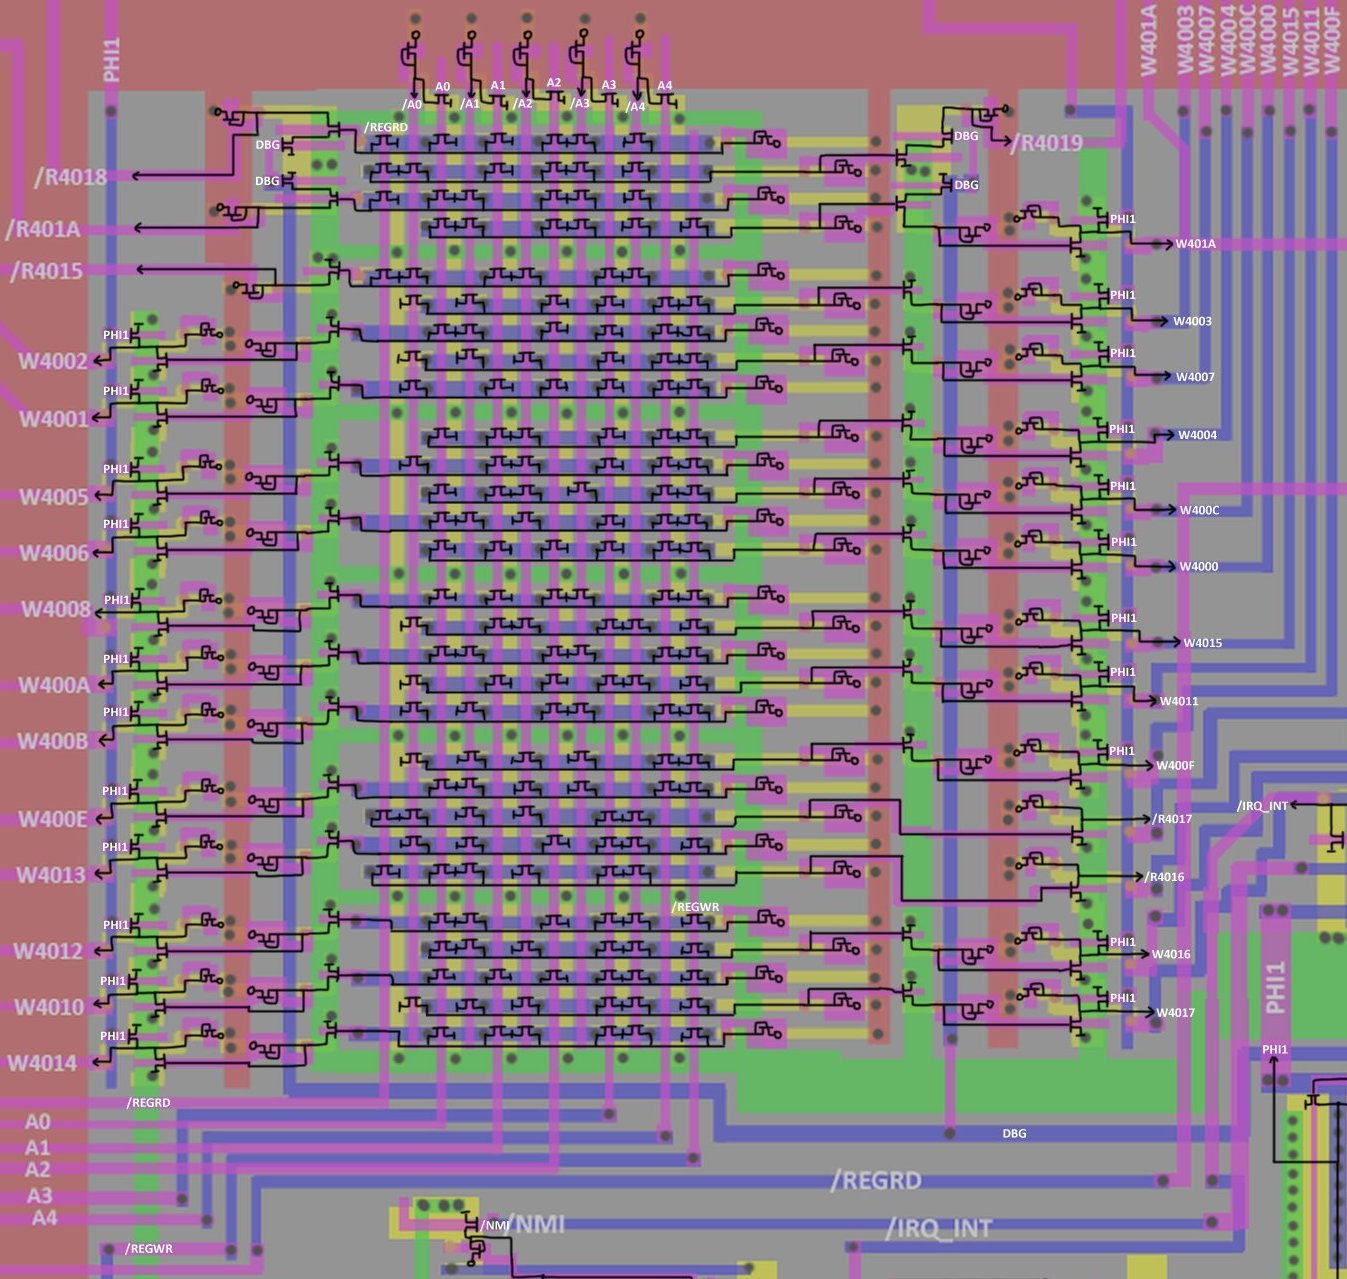 PHI1
W401A
W4003
W4007
W4004
W400C
W4000
W4015
W4011
W400F
/A0
A0
/A1
A1
/A2
A2
/A3
A3
/A4
A4
/REGRD
DBG
DBG
/R4019
/R4018
DBG
DBG
/R401A
PHI1
W401A
/R4015
PHI1
W4003
PHI1
W4002
PHI1
W4007
PHI1
W4001
PHI1
W4004
PHI1
W4005
PHI1
W400C
PHI1
W4006
PHI1
W4000
PHI1
W4008
PHI1
W4015
PHI1
W400A
PHI1
W4011
PHI1
W400B
PHI1
W400F
PHI1
W400E
/R4017
/IRQ_INT
PHI1
W4013
/R4016
/REGWR
PHI1
W4012
PHI1
W4016
PHI1
W4010
PHI1
W4017
PHI1
PHI1
W4014
PHI1
/REGRD
A0
A1
A2
A3
A4
DBG
/REGRD
/NMI
/NMI
/IRQ_INT
/REGWR